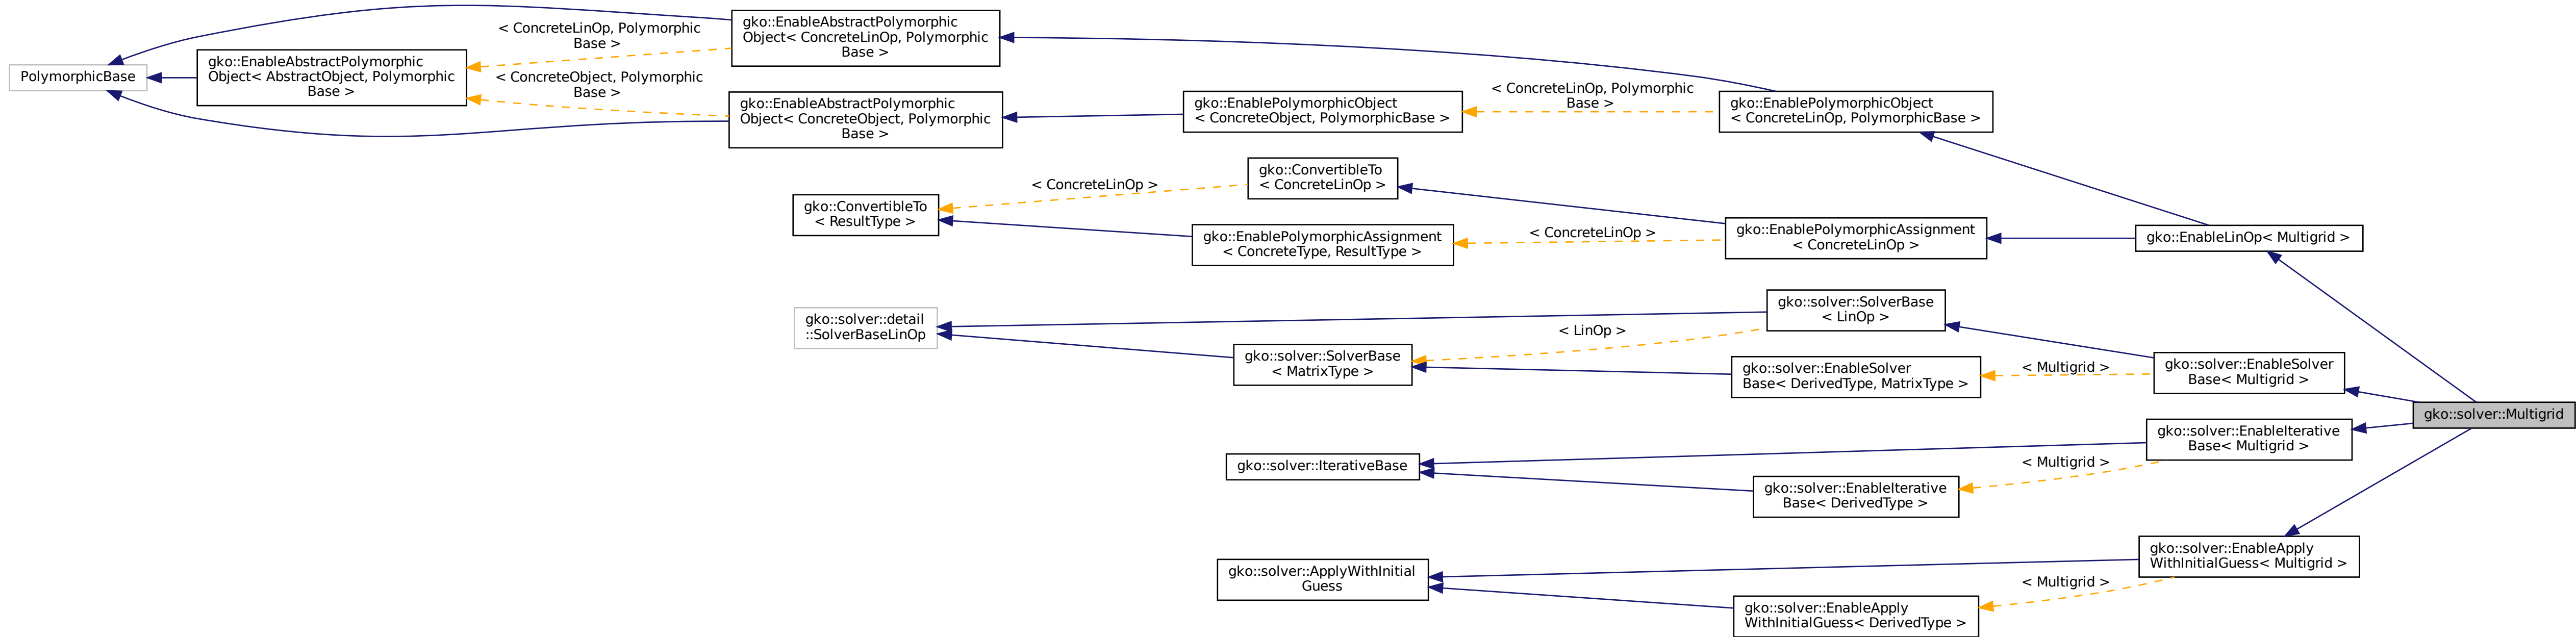 PolymorphicBase
gko::EnableAbstractPolymorphic
Object< AbstractObject, Polymorphic
Base >
< ConcreteLinOp, Polymorphic
Base >
< ConcreteObject, Polymorphic
Base >
gko::EnableAbstractPolymorphic
Object< ConcreteLinOp, Polymorphic
Base >
gko::EnableAbstractPolymorphic
Object< ConcreteObject, Polymorphic
Base >
gko::EnablePolymorphicObject
< ConcreteObject, PolymorphicBase >
< ConcreteLinOp, Polymorphic
Base >
gko::EnablePolymorphicObject
< ConcreteLinOp, PolymorphicBase >
gko::ConvertibleTo
< ResultType >
< ConcreteLinOp >
gko::ConvertibleTo
< ConcreteLinOp >
gko::EnablePolymorphicAssignment
< ConcreteType, ResultType >
< ConcreteLinOp >
gko::EnablePolymorphicAssignment
< ConcreteLinOp >
gko::EnableLinOp< Multigrid >
gko::solver::detail
::SolverBaseLinOp
gko::solver::SolverBase
< MatrixType >
< LinOp >
gko::solver::SolverBase
< LinOp >
gko::solver::EnableSolver
Base< DerivedType, MatrixType >
< Multigrid >
gko::solver::EnableSolver
Base< Multigrid >
gko::solver::Multigrid
gko::solver::IterativeBase
gko::solver::EnableIterative
Base< DerivedType >
< Multigrid >
gko::solver::EnableIterative
Base< Multigrid >
gko::solver::ApplyWithInitial
Guess
gko::solver::EnableApply
WithInitialGuess< DerivedType >
< Multigrid >
gko::solver::EnableApply
WithInitialGuess< Multigrid >